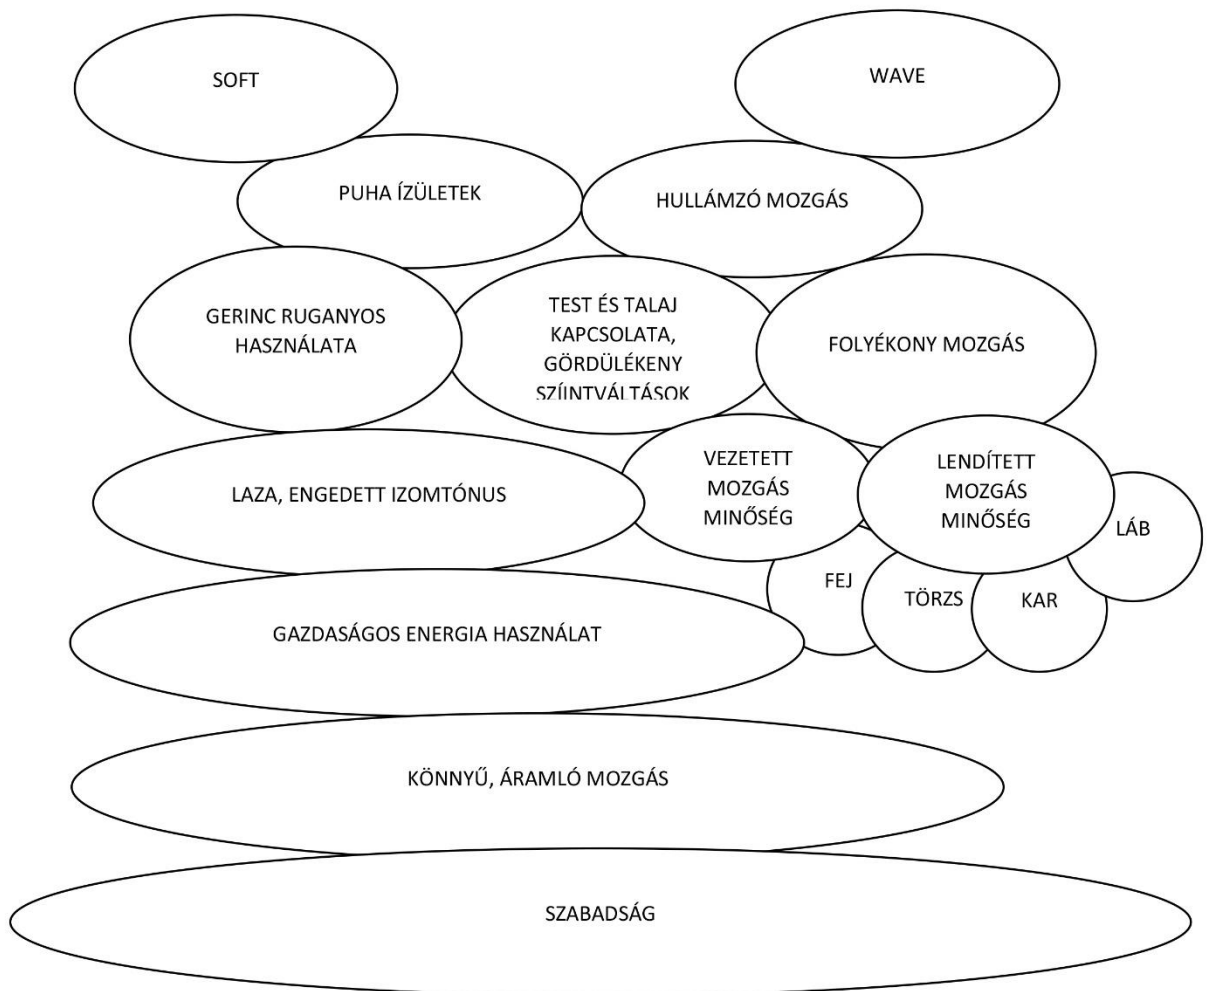 SOFT
WAVE
PUHA ÍZÜLETEK
HULLÁMZÓ MOZGÁS
GERINC RUGANYOS
HASZNÁLATA
TEST ÉS TALAJ
KAPCSOLATA,
GÖRDÜLÉKENY
SZÍINTVÁLTÁSOK
FOLYÉKONY MOZGÁS
LAZA, ENGEDETT IZOMTÓNUS
VEZETETT
MOZGÁS
MINŐSÉG
LENDÍTETT
MOZGÁS
MINŐSÉG
LÁB
FEJ
TÖRZS
KAR
GAZDASÁGOS ENERGIA HASZNÁLAT
KÖNNYŰ, ÁRAMLÓ MOZGÁS
SZABADSÁG